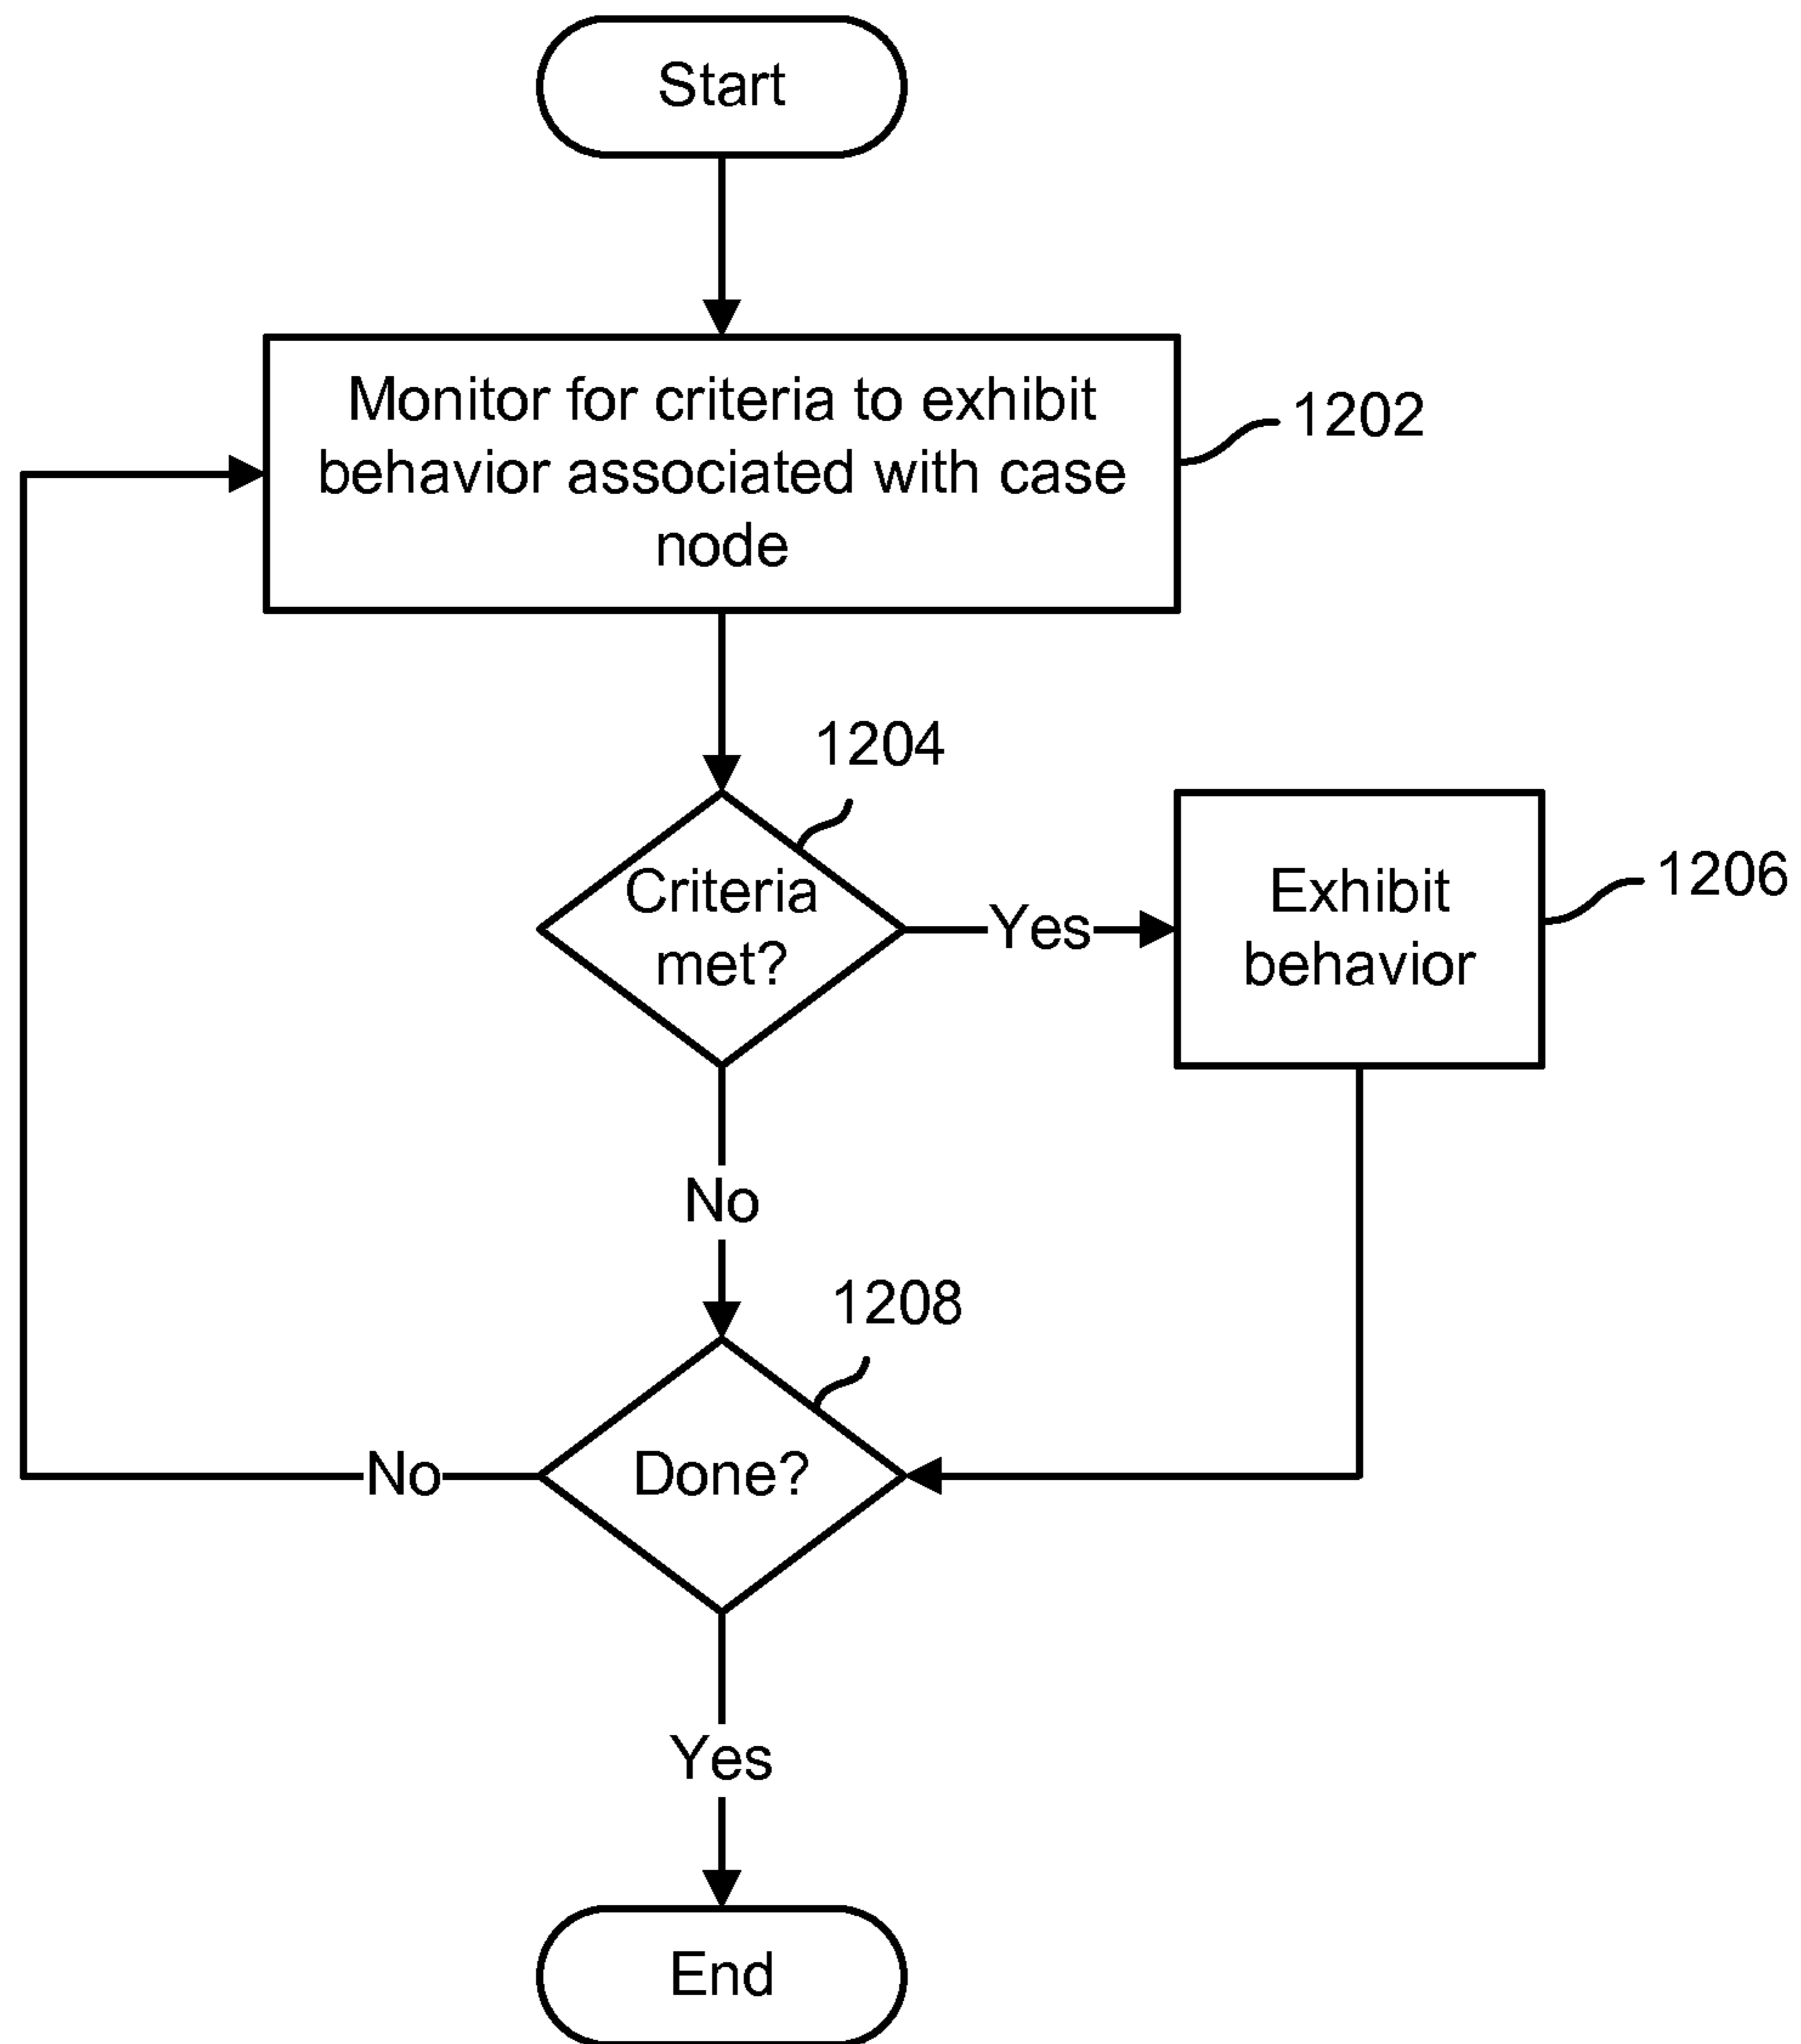 Start
Monitor for criteria to exhibit
behavior associated with case
node
1202
1204
Criteria
met?
Yes
Exhibit
behavior
1206
No
1208
Done?
No
Yes
End